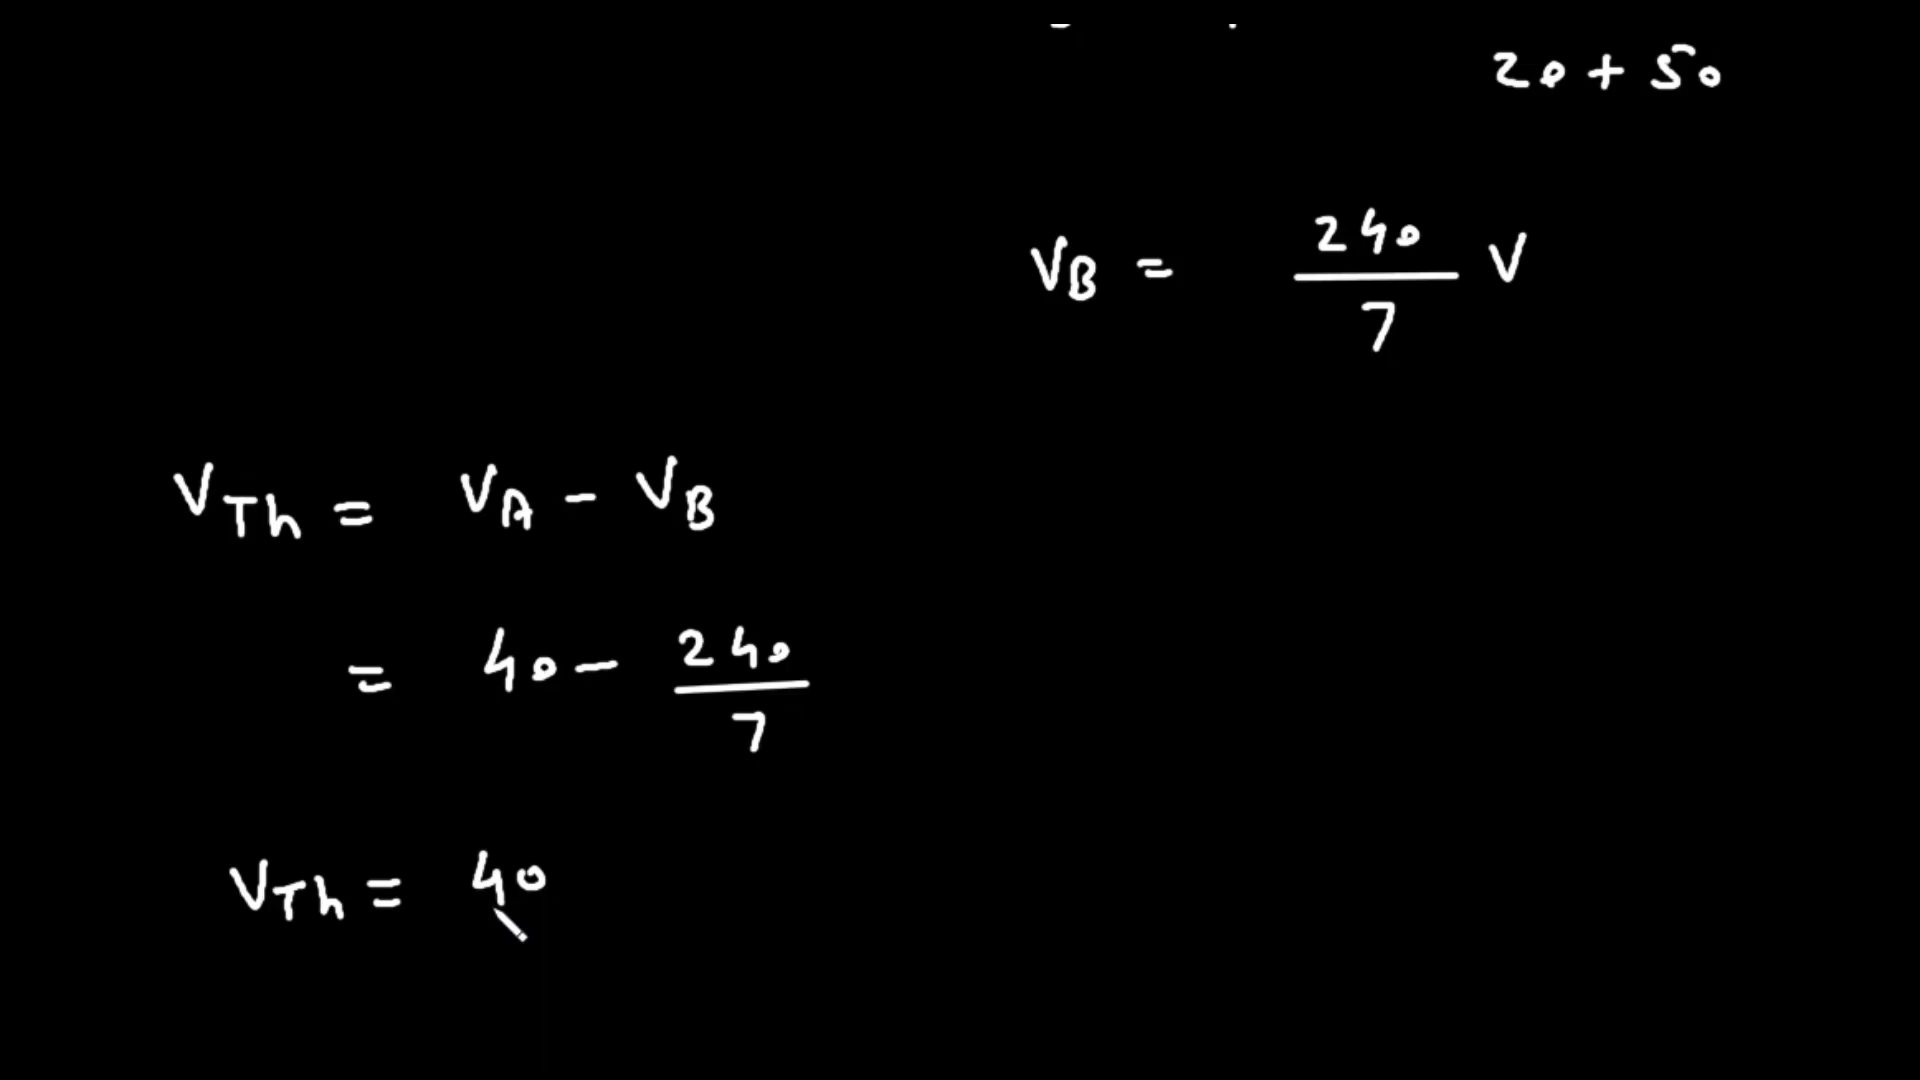 20 + 50
VB = 240/7 V
VTh = VA - VB
= 40 - 240/7
VTh = 40